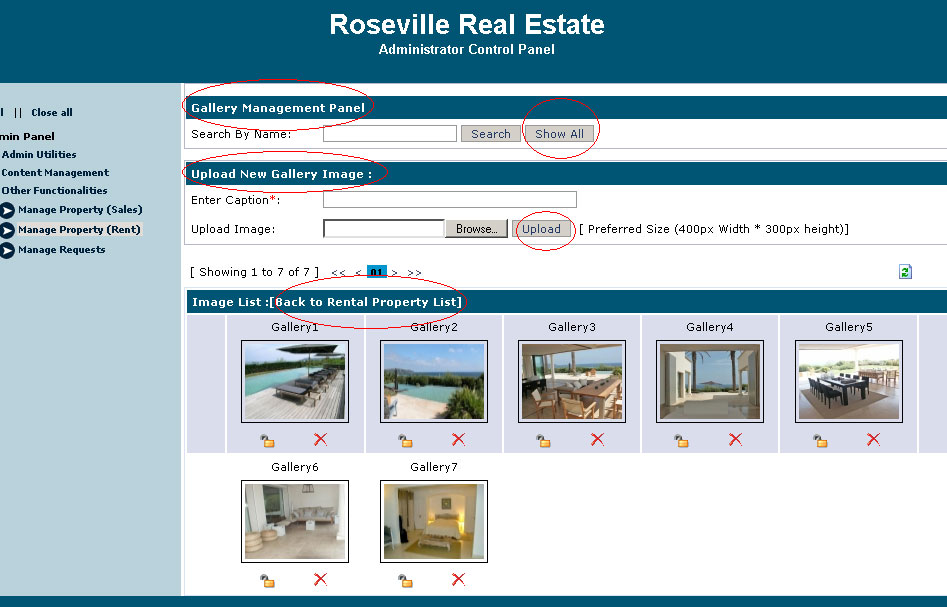 Roseville Real Estate
Administrator Control Panel
l || Close all
min Panel
Admin Utilities
Content Management
Other Functionalities
Manage Property (Sales)
Manage Property (Rent)
Manage Requests
Gallery Management Panel
Search By Name: Search Show All
Upload New Gallery Image :
Enter Caption*:
Upload Image: Browse... Upload [ Preferred Size (400px Width * 300px height)]
[ Showing 1 to 7 of 7 ] << < 01 > >>
Image List :[Back to Rental Property List]
Gallery1 Gallery2 Gallery3 Gallery4 Gallery5
Gallery6 Gallery7